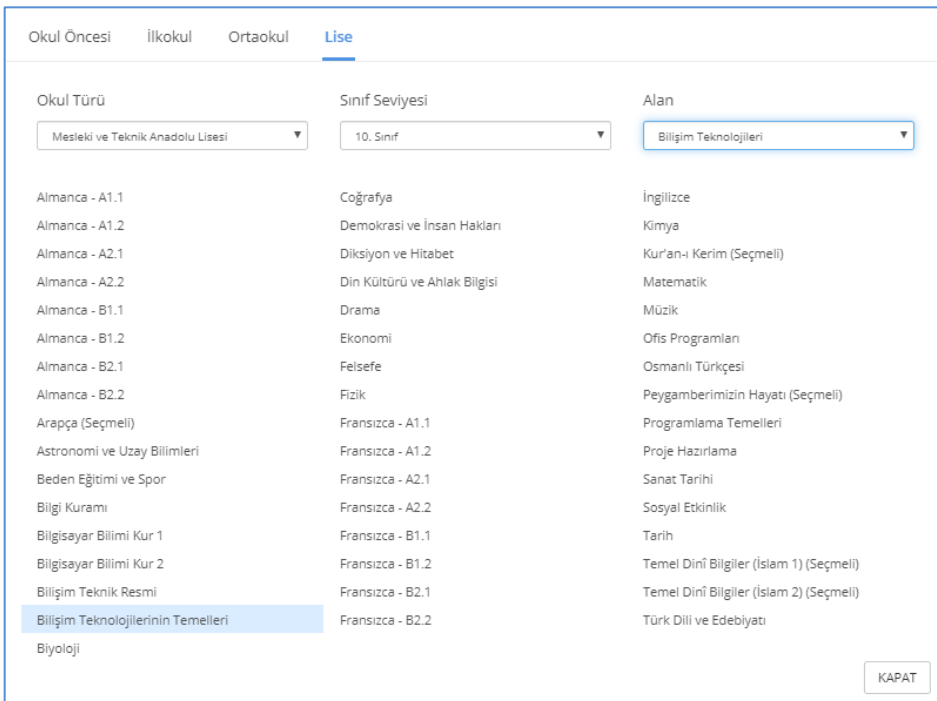 Okul Öncesi İlkokul Ortaokul Lise
Okul Türü Sınıf Seviyesi Alan
Mesleki ve Teknik Anadolu Lisesi 10. Sınıf Bilişim Teknolojileri
Almanca - A1.1
Almanca - A1.2
Almanca - A2.1
Almanca - A2.2
Almanca - B1.1
Almanca - B1.2
Almanca - B2.1
Almanca - B2.2
Arapça (Seçmeli)
Astronomi ve Uzay Bilimleri
Beden Eğitimi ve Spor
Bilgi Kuramı
Bilgisayar Bilimi Kur 1
Bilgisayar Bilimi Kur 2
Bilişim Teknik Resmi
Bilişim Teknolojilerinin Temelleri
Biyoloji
Coğrafya
Demokrasi ve İnsan Hakları
Diksiyon ve Hitabet
Din Kültürü ve Ahlak Bilgisi
Drama
Ekonomi
Felsefe
Fizik
Fransızca - A1.1
Fransızca - A1.2
Fransızca - A2.1
Fransızca - A2.2
Fransızca - B1.1
Fransızca - B1.2
Fransızca - B2.1
Fransızca - B2.2
İngilizce
Kimya
Kur'an-ı Kerim (Seçmeli)
Matematik
Müzik
Ofis Programları
Osmanlı Türkçesi
Peygamberimizin Hayatı (Seçmeli)
Programlama Temelleri
Proje Hazırlama
Sanat Tarihi
Sosyal Etkinlik
Tarih
Temel Dinî Bilgiler (İslam 1) (Seçmeli)
Temel Dinî Bilgiler (İslam 2) (Seçmeli)
Türk Dili ve Edebiyatı
KAPAT